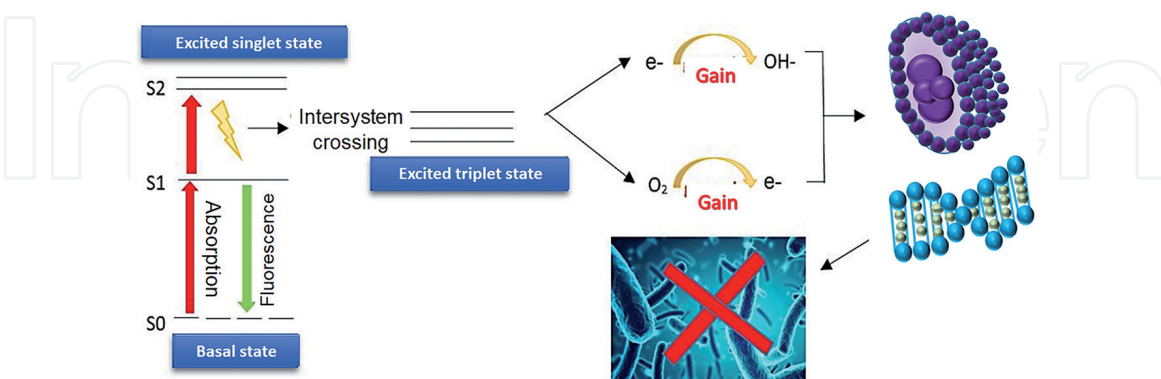 Excited singlet state
S2
Intersystem
crossing
Excited triplet state
S1
Absorption
Fluorescence
S0
Basal state
e-
Gain
OH-
O₂
Gain
e-